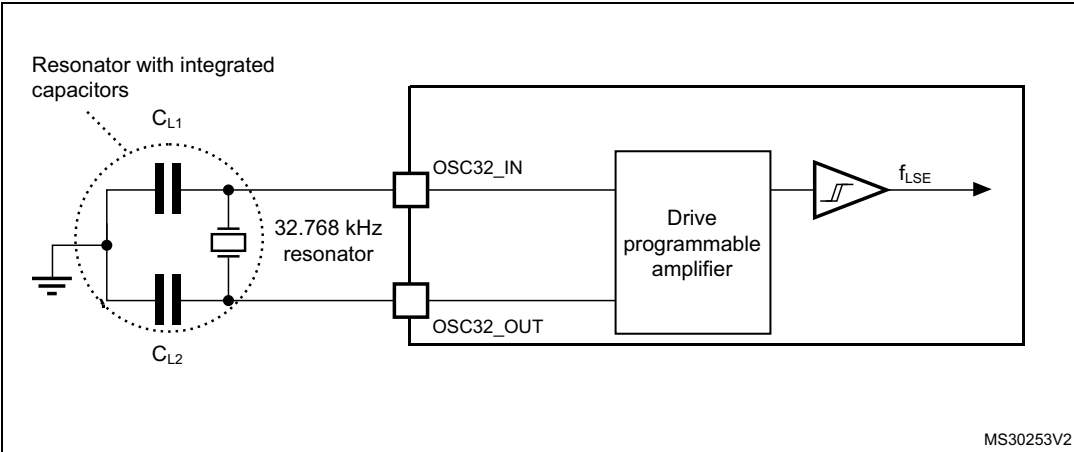 Resonator with integrated
capacitors
CL1
OSC32_IN
fLSE
32.768 kHz
resonator
Drive
programmable
amplifier
OSC32_OUT
CL2
MS30253V2